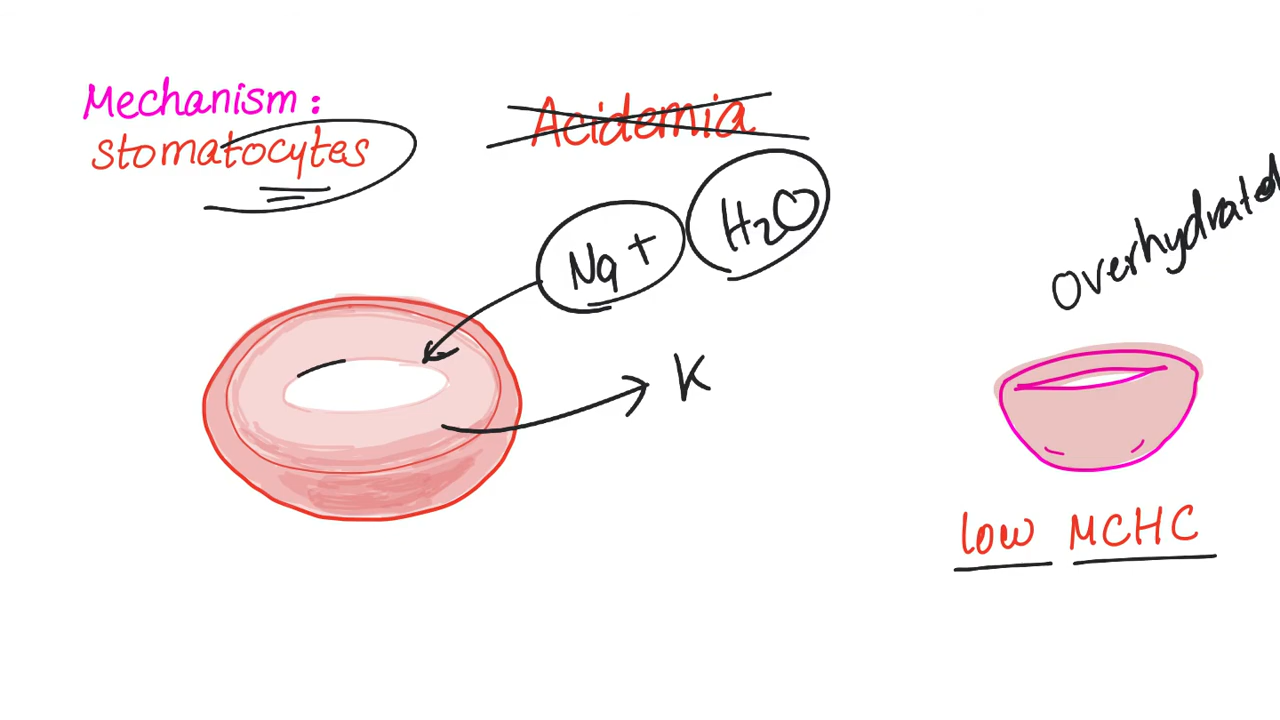 Mechanism:
stomatocytes
Acidemia
Na+
H2O
K
overhydrated
low MCHC